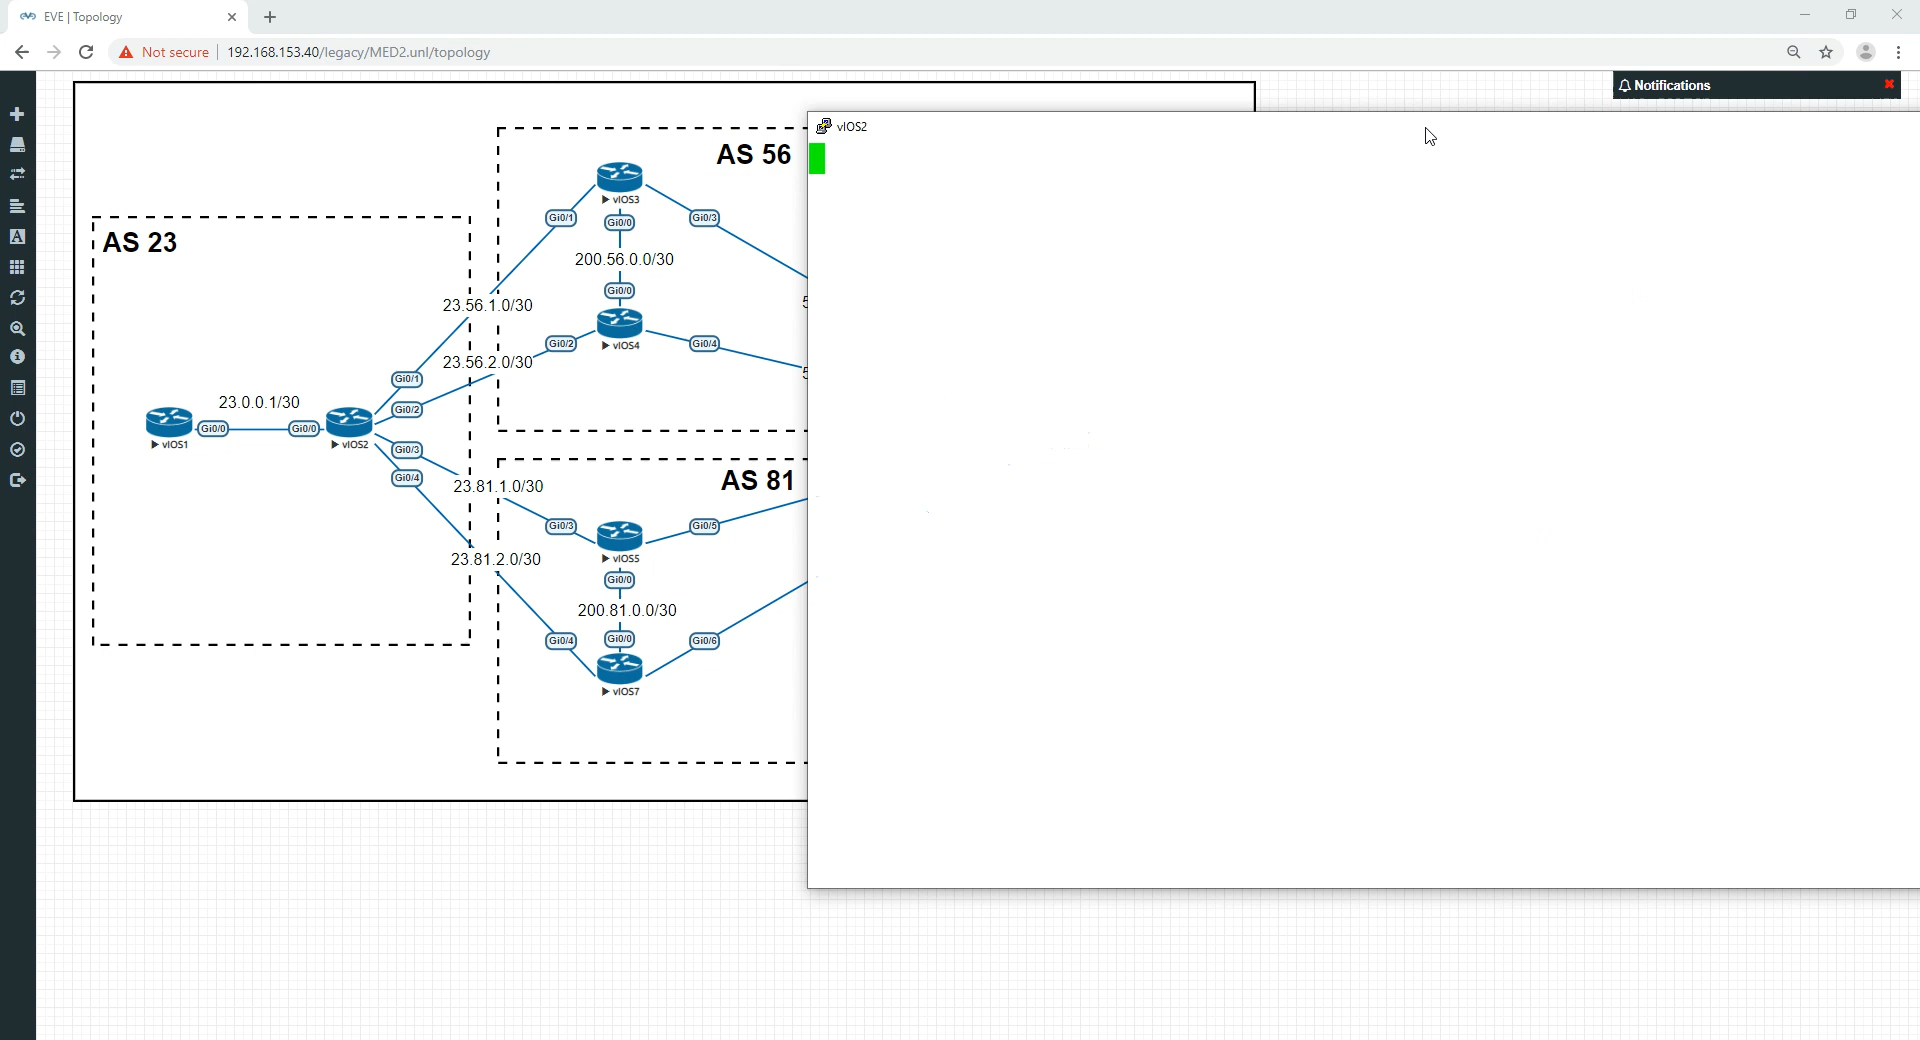 EVE | Topology
Not secure
192.168.153.40/legacy/MED2.unl/topology
Notifications
vIOS2
AS 56
vIOS3
Gi0/1
Gi0/0
Gi0/3
AS 23
200.56.0.0/30
Gi0/0
23.56.1.0/30
vIOS4
Gi0/2
Gi0/4
23.56.2.0/30
Gi0/1
23.0.0.1/30
Gi0/2
Gi0/0
Gi0/0
vIOS1
vIOS2
Gi0/3
Gi0/4
AS 81
23.81.1.0/30
Gi0/3
Gi0/5
vIOS5
23.81.2.0/30
Gi0/0
200.81.0.0/30
Gi0/4
Gi0/0
Gi0/6
vIOS7